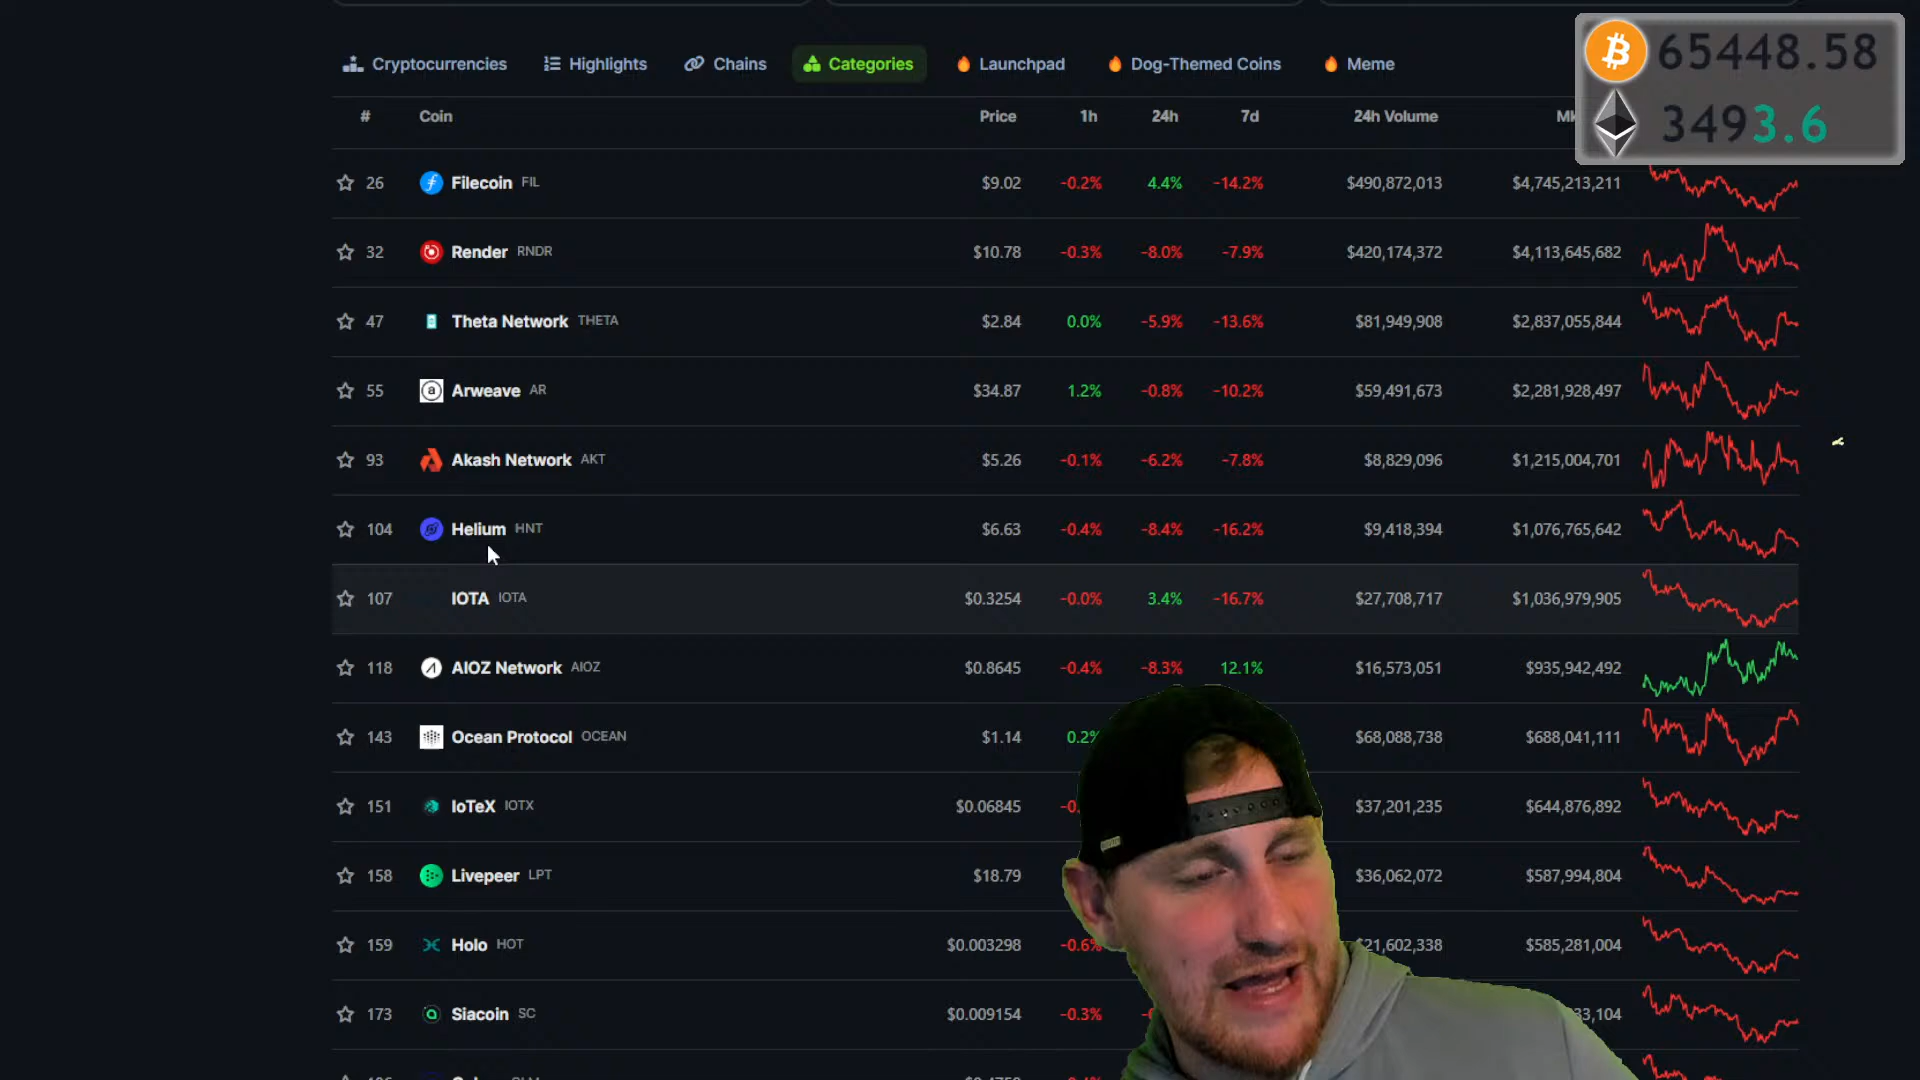 Cryptocurrencies Highlights Chains Categories Launchpad Dog-Themed Coins Meme
65448.58
3493.6
# Coin Price 1h 24h 7d 24h Volume
26 Filecoin FIL $9.02 -0.2% 4.4% -14.2% $490,872,013 $4,745,213,211
32 Render RNDR $10.78 -0.3% -8.0% -7.9% $420,174,372 $4,113,645,682
47 Theta Network THETA $2.84 0.0% -5.9% -13.6% $81,949,908 $2,837,055,844
55 Arweave AR $34.87 1.2% -0.8% -10.2% $59,491,673 $2,281,928,497
93 Akash Network AKT $5.26 -0.1% -6.2% -7.8% $8,829,096 $1,215,004,701
104 Helium HNT $6.63 -0.4% -8.4% -16.2% $9,418,394 $1,076,765,642
107 IOTA IOTA $0.3254 -0.0% 3.4% -16.7% $27,708,717 $1,036,979,905
118 AIOZ Network AIOZ $0.8645 -0.4% -8.3% 12.1% $16,573,051 $935,942,492
143 Ocean Protocol OCEAN $1.14 0.2% $68,088,738 $688,041,111
151 IoTeX IOTX $0.06845 $37,201,235 $644,876,892
158 Livepeer LPT $18.79 $36,062,072 $587,994,804
159 Holo HOT $0.003298 -0.6% $21,602,338 $585,281,004
173 Siacoin SC $0.009154 -0.3%